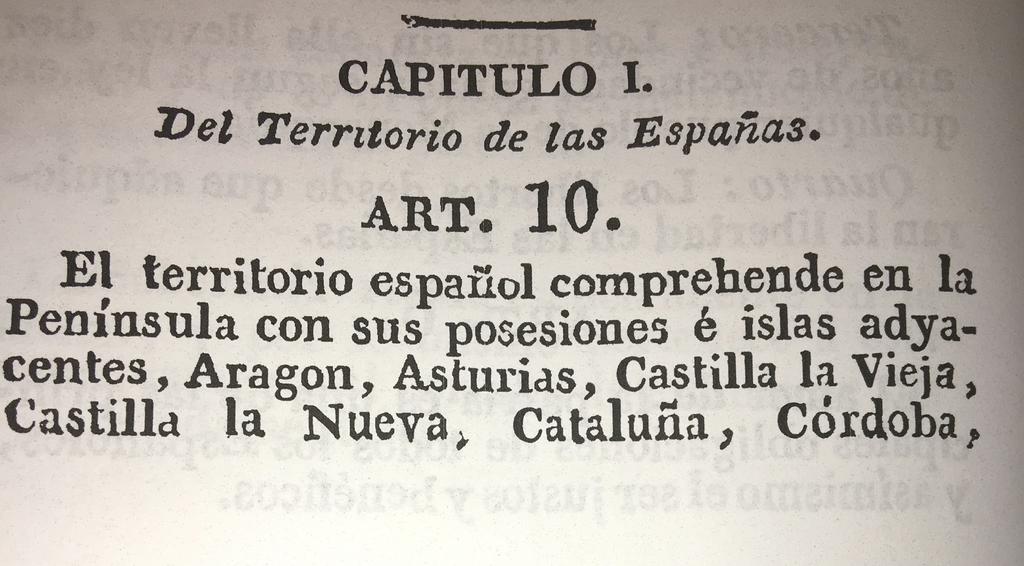 CAPITULO I.
Del Territorio de las Españas.
ART. 10.
El territorio español comprehende en la
Península con sus posesiones é islas adya-
centes, Aragon, Asturias, Castilla la Vieja,
Castilla la Nueva, Cataluña, Córdoba,